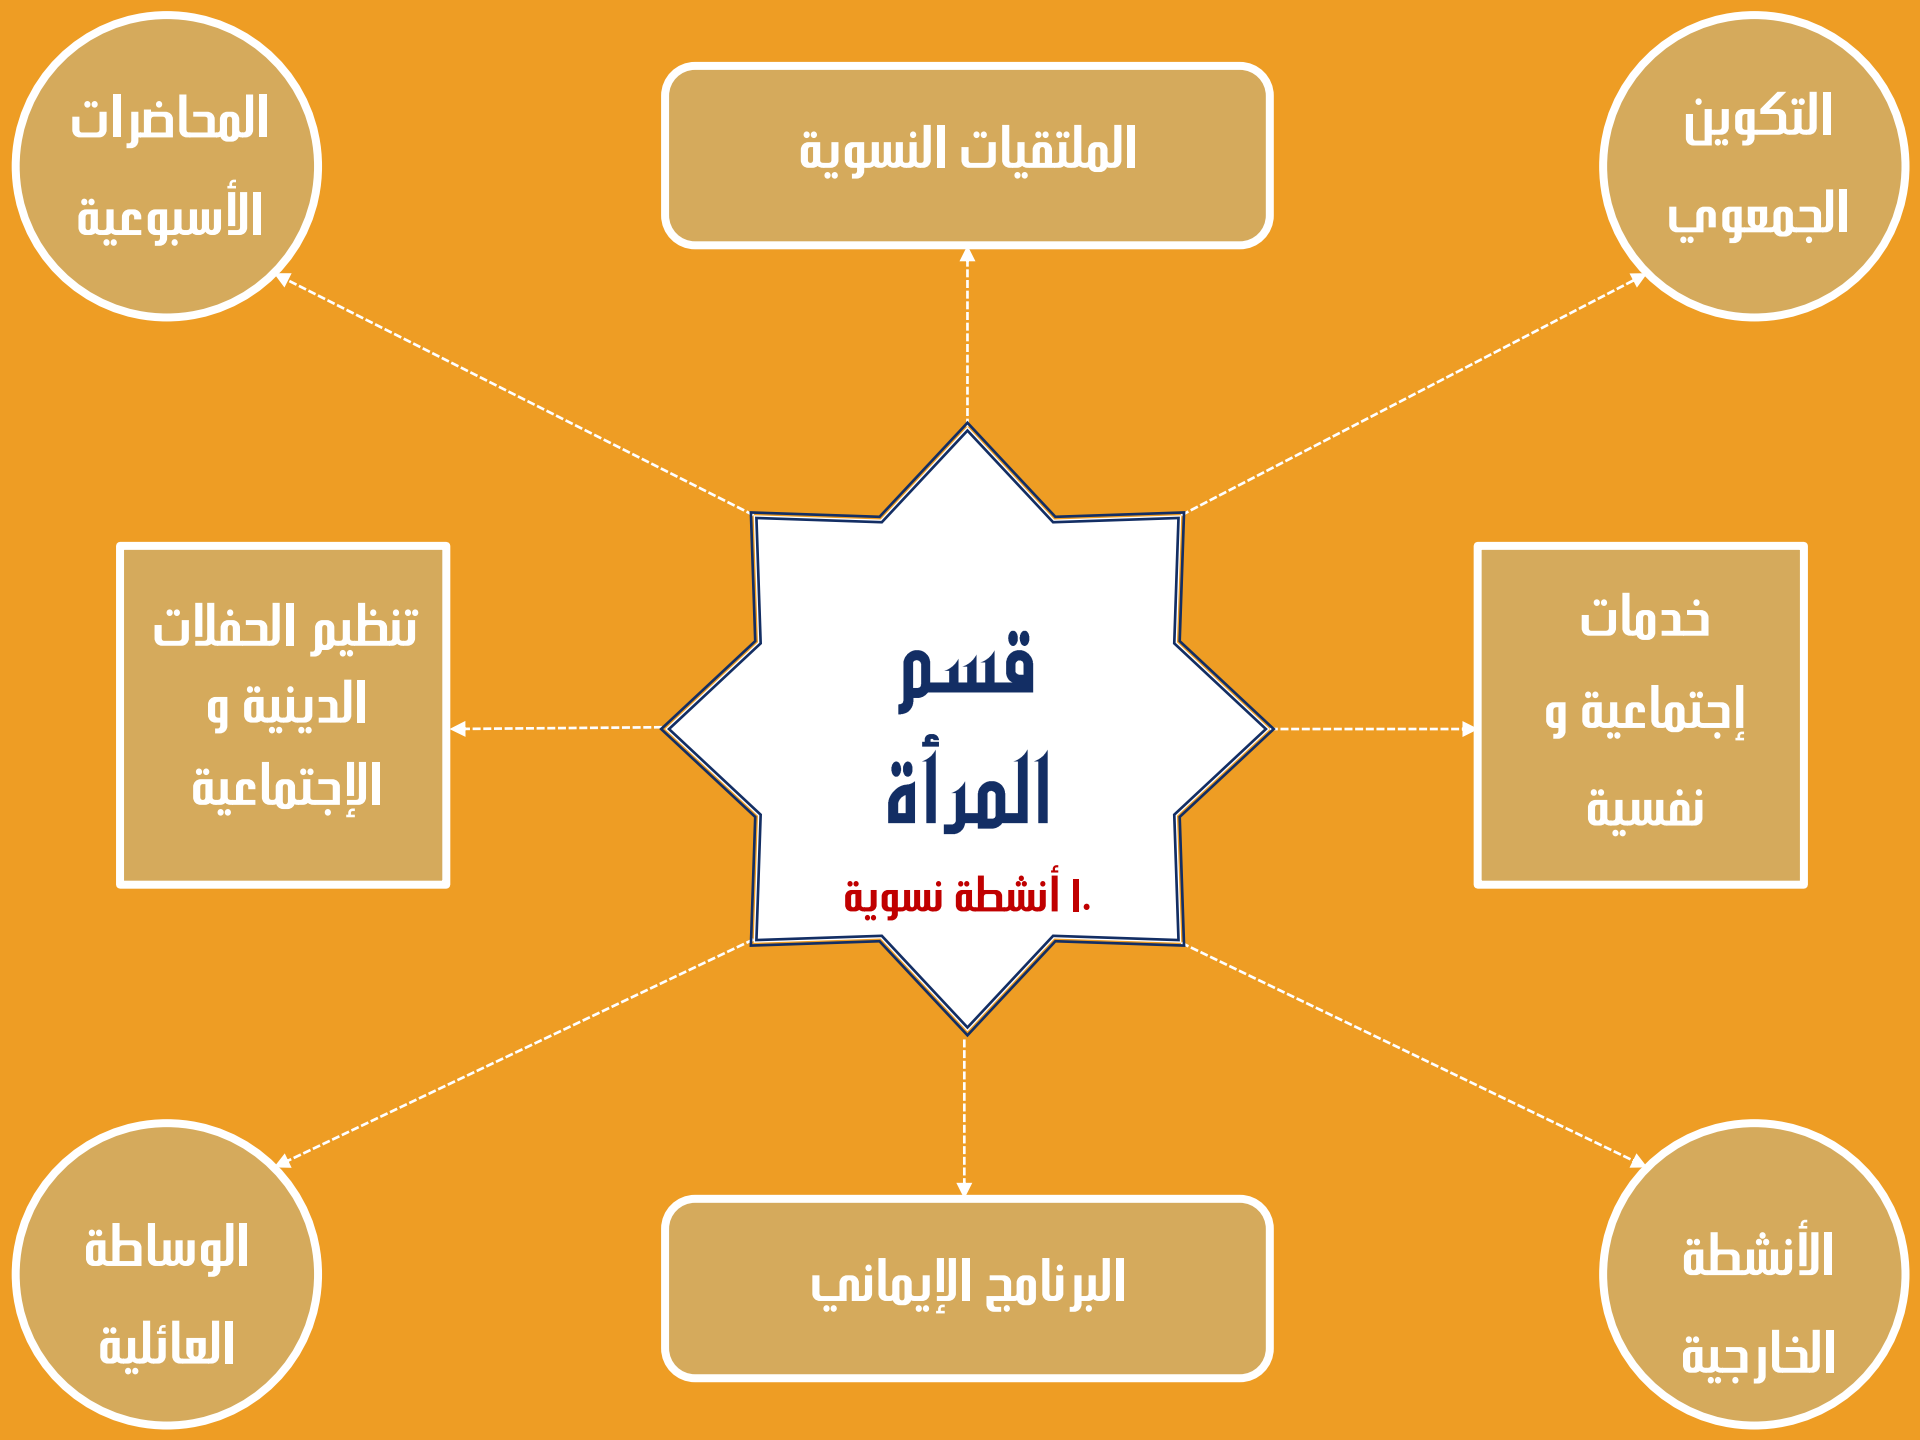 التكوين
الجمعوي
الملتقيات النسوية
المحاضرات
الأسبوعية
خدمات
إجتماعية و
نفسية
قسم
المرأة
10 أنشطة نسوية
تنظيم الحفلات
الدينية و
الإجتماعية
الأنشطة
الخارجية
البرنامج الإيماني
الوساطة
العائلية